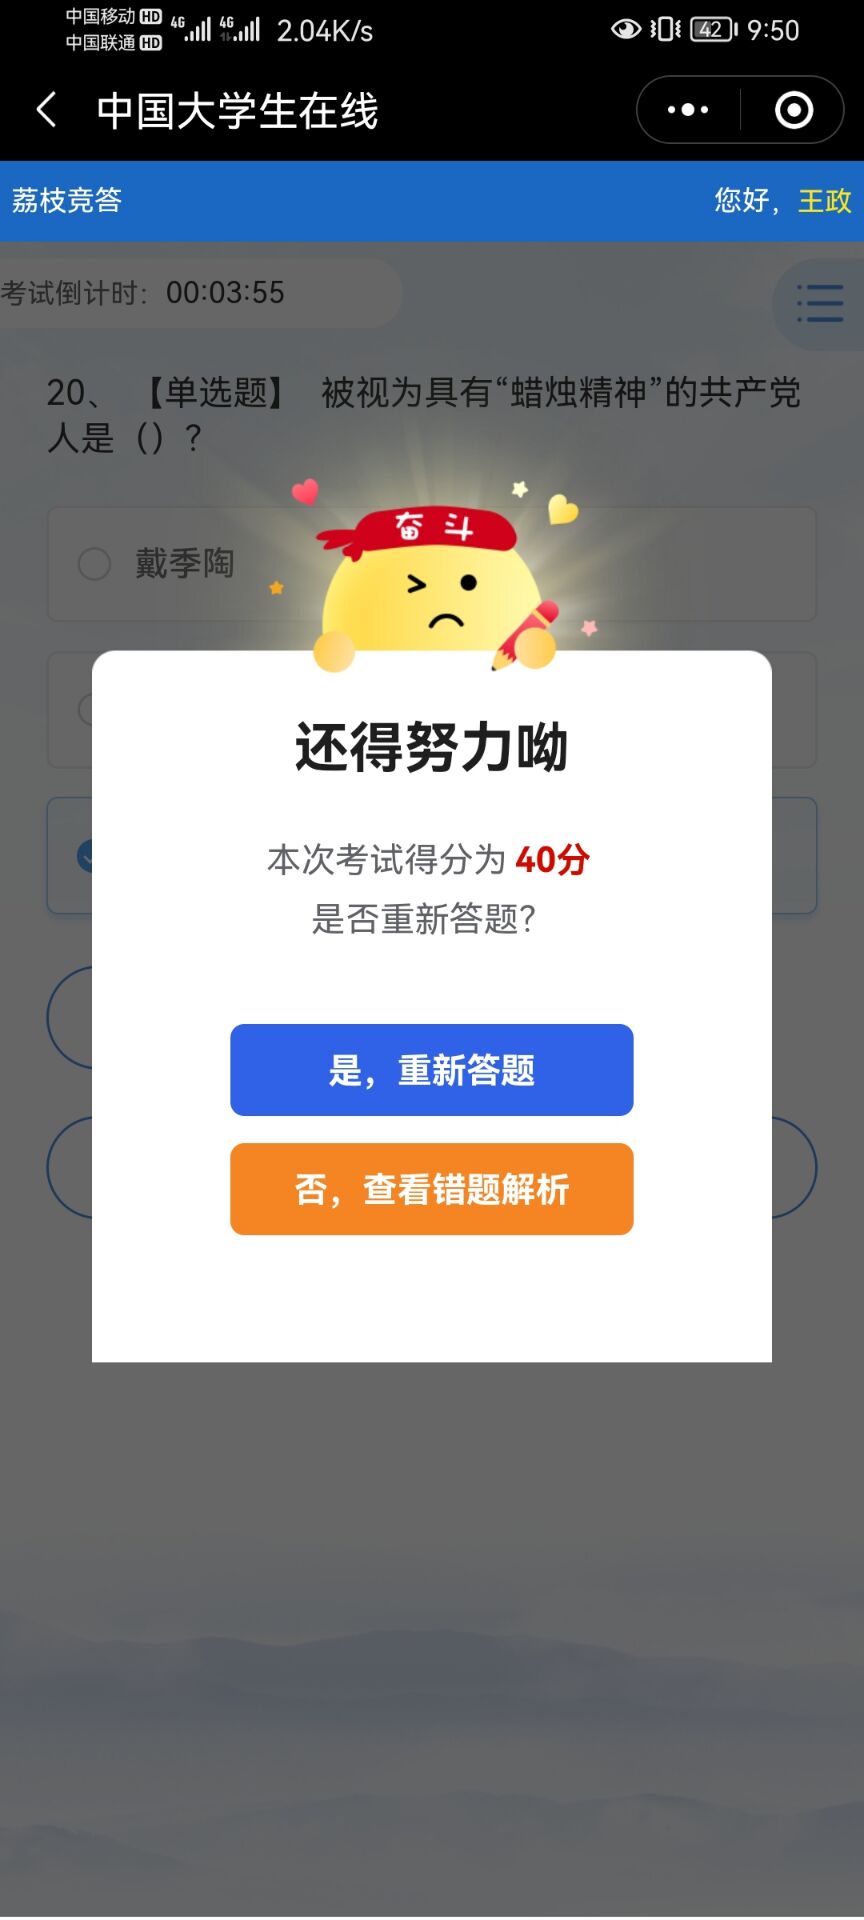 中国移动 HD 4G 4G 2.04K/s 42 9:50
中国联通 HD
中国大学生在线
荔枝竞答 您好，王政
考试倒计时：00:03:55
20、 【单选题】 被视为具有“蜡烛精神”的共产党
人是（）？
奋斗
戴季陶
还得努力呦
本次考试得分为 40分
是否重新答题？
是，重新答题
否，查看错题解析